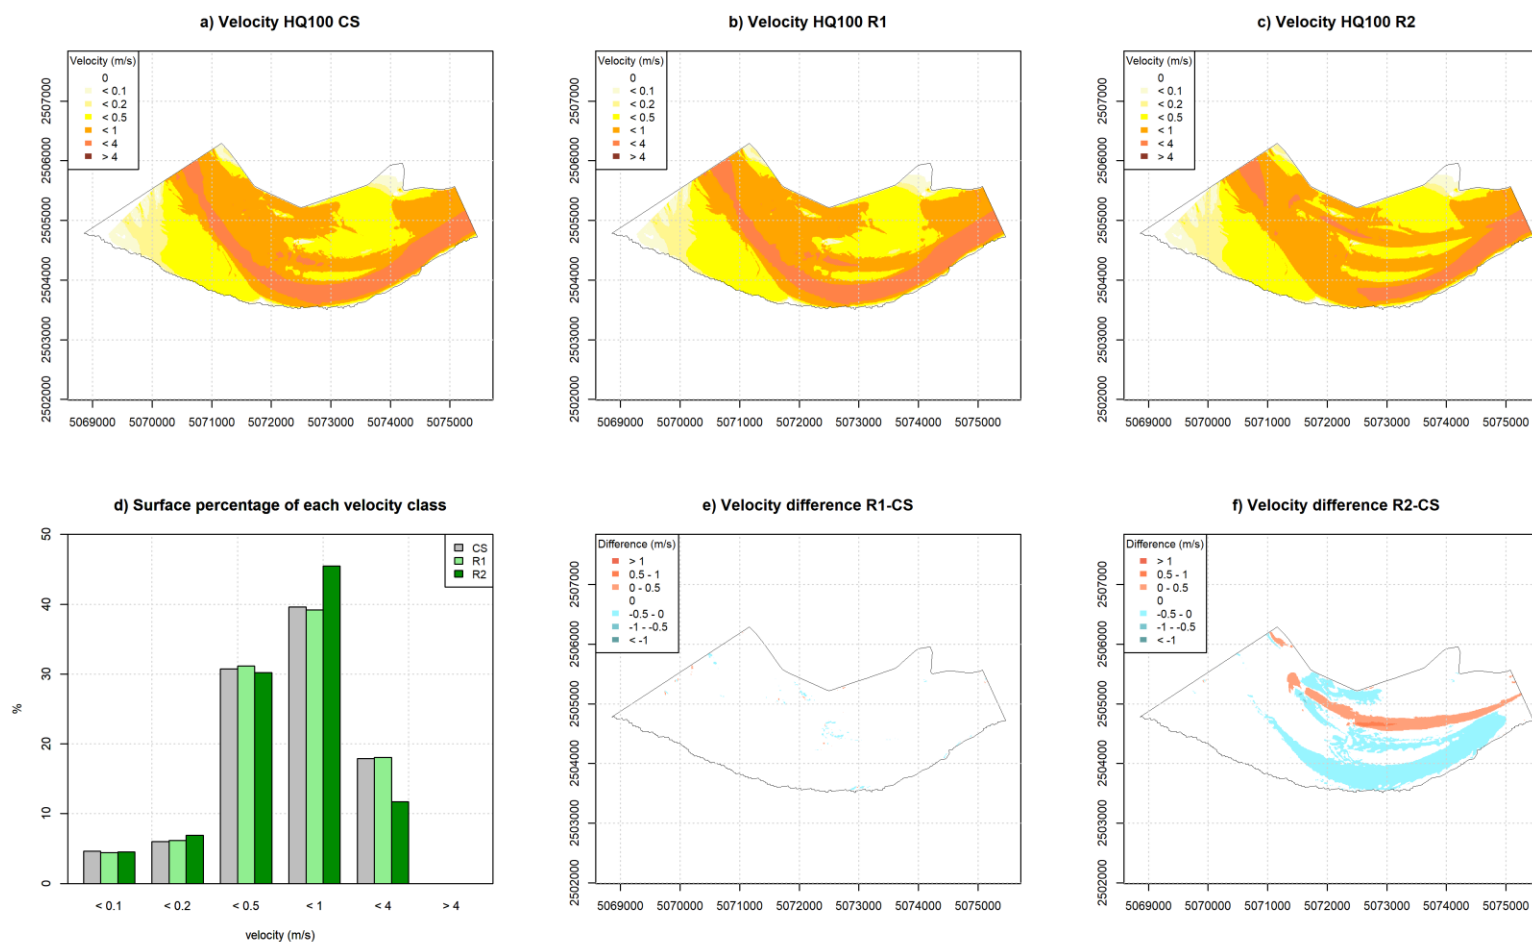 a) Velocity HQ100 CS
Velocity (m/s)
0
< 0.1
< 0.2
< 0.5
< 1
< 4
> 4
2507000
2506000
2505000
2504000
2503000
2502000
5069000 5070000 5071000 5072000 5073000 5074000 5075000
b) Velocity HQ100 R1
Velocity (m/s)
0
< 0.1
< 0.2
< 0.5
< 1
< 4
> 4
2507000
2506000
2505000
2504000
2503000
2502000
5069000 5070000 5071000 5072000 5073000 5074000 5075000
c) Velocity HQ100 R2
Velocity (m/s)
0
< 0.1
< 0.2
< 0.5
< 1
< 4
> 4
2507000
2506000
2505000
2504000
2503000
2502000
5069000 5070000 5071000 5072000 5073000 5074000 5075000
d) Surface percentage of each velocity class
CS
R1
R2
50
40
30
20
10
0
%
< 0.1 < 0.2 < 0.5 < 1 < 4 > 4
velocity (m/s)
e) Velocity difference R1-CS
Difference (m/s)
> 1
0.5 - 1
0 - 0.5
0
-0.5 - 0
-1 - -0.5
< -1
2507000
2506000
2505000
2504000
2503000
2502000
5069000 5070000 5071000 5072000 5073000 5074000 5075000
f) Velocity difference R2-CS
Difference (m/s)
> 1
0.5 - 1
0 - 0.5
0
-0.5 - 0
-1 - -0.5
< -1
2507000
2506000
2505000
2504000
2503000
2502000
5069000 5070000 5071000 5072000 5073000 5074000 5075000